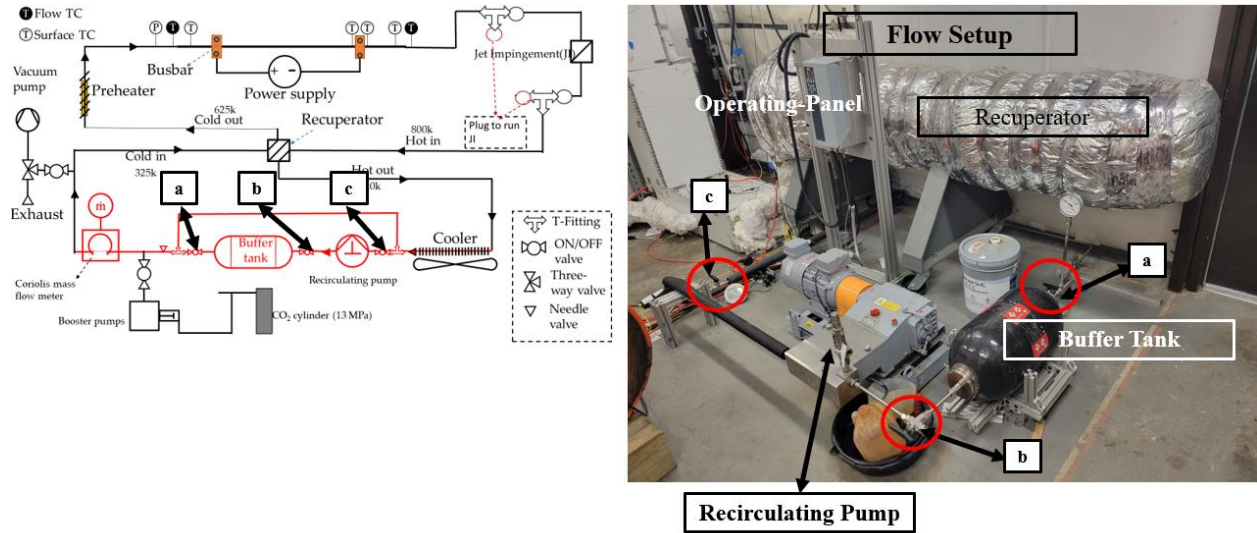 T Flow TC
T Surface TC
P
T
T
T
T
T
T
Busbar
Jet Impingement(JI)
Vacuum
pump
Preheater
Power supply
625k
Cold out
Recuperator
800k
Hot in
Plug to run
JI
Cold in
325k
Hot out
Exhaust
a
b
c
ṁ
Buffer
tank
Recirculating pump
Cooler
Coriolis mass
flow meter
Booster pumps
CO2 cylinder (13 MPa)
T-Fitting
ON/OFF
valve
Three-
way valve
Needle
valve
Flow Setup
Operating-Panel
Recuperator
c
a
Buffer Tank
b
Recirculating Pump